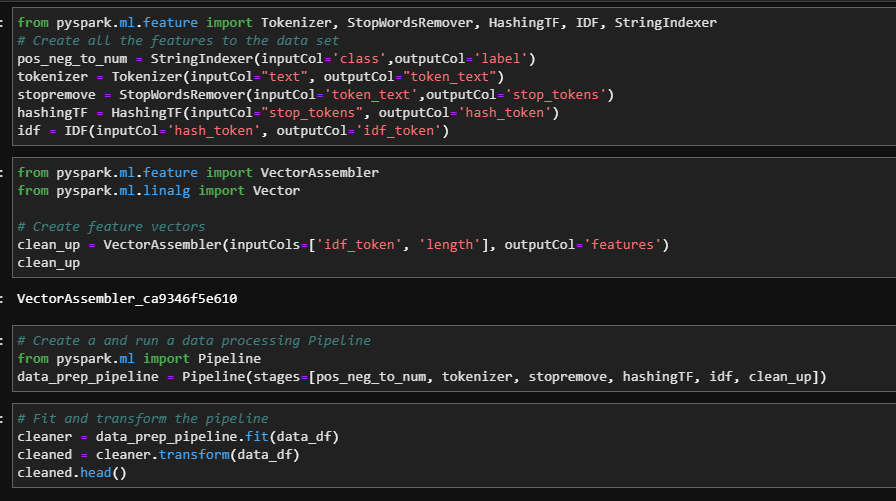 from pyspark.ml.feature import Tokenizer, StopWordsRemover, HashingTF, IDF, StringIndexer
# Create all the features to the data set
pos_neg_to_num = StringIndexer(inputCol='class',outputCol='label')
tokenizer = Tokenizer(inputCol="text", outputCol="token_text")
stopremove = StopWordsRemover(inputCol='token_text',outputCol='stop_tokens')
hashingTF = HashingTF(inputCol="stop_tokens", outputCol='hash_token')
idf = IDF(inputCol='hash_token', outputCol='idf_token')
from pyspark.ml.feature import VectorAssembler
from pyspark.ml.linalg import Vector
# Create feature vectors
clean_up = VectorAssembler(inputCols=['idf_token', 'length'], outputCol='features')
clean_up
VectorAssembler_ca9346f5e610
# Create a and run a data processing Pipeline
from pyspark.ml import Pipeline
data_prep_pipeline = Pipeline(stages=[pos_neg_to_num, tokenizer, stopremove, hashingTF, idf, clean_up])
# Fit and transform the pipeline
cleaner = data_prep_pipeline.fit(data_df)
cleaned = cleaner.transform(data_df)
cleaned.head()